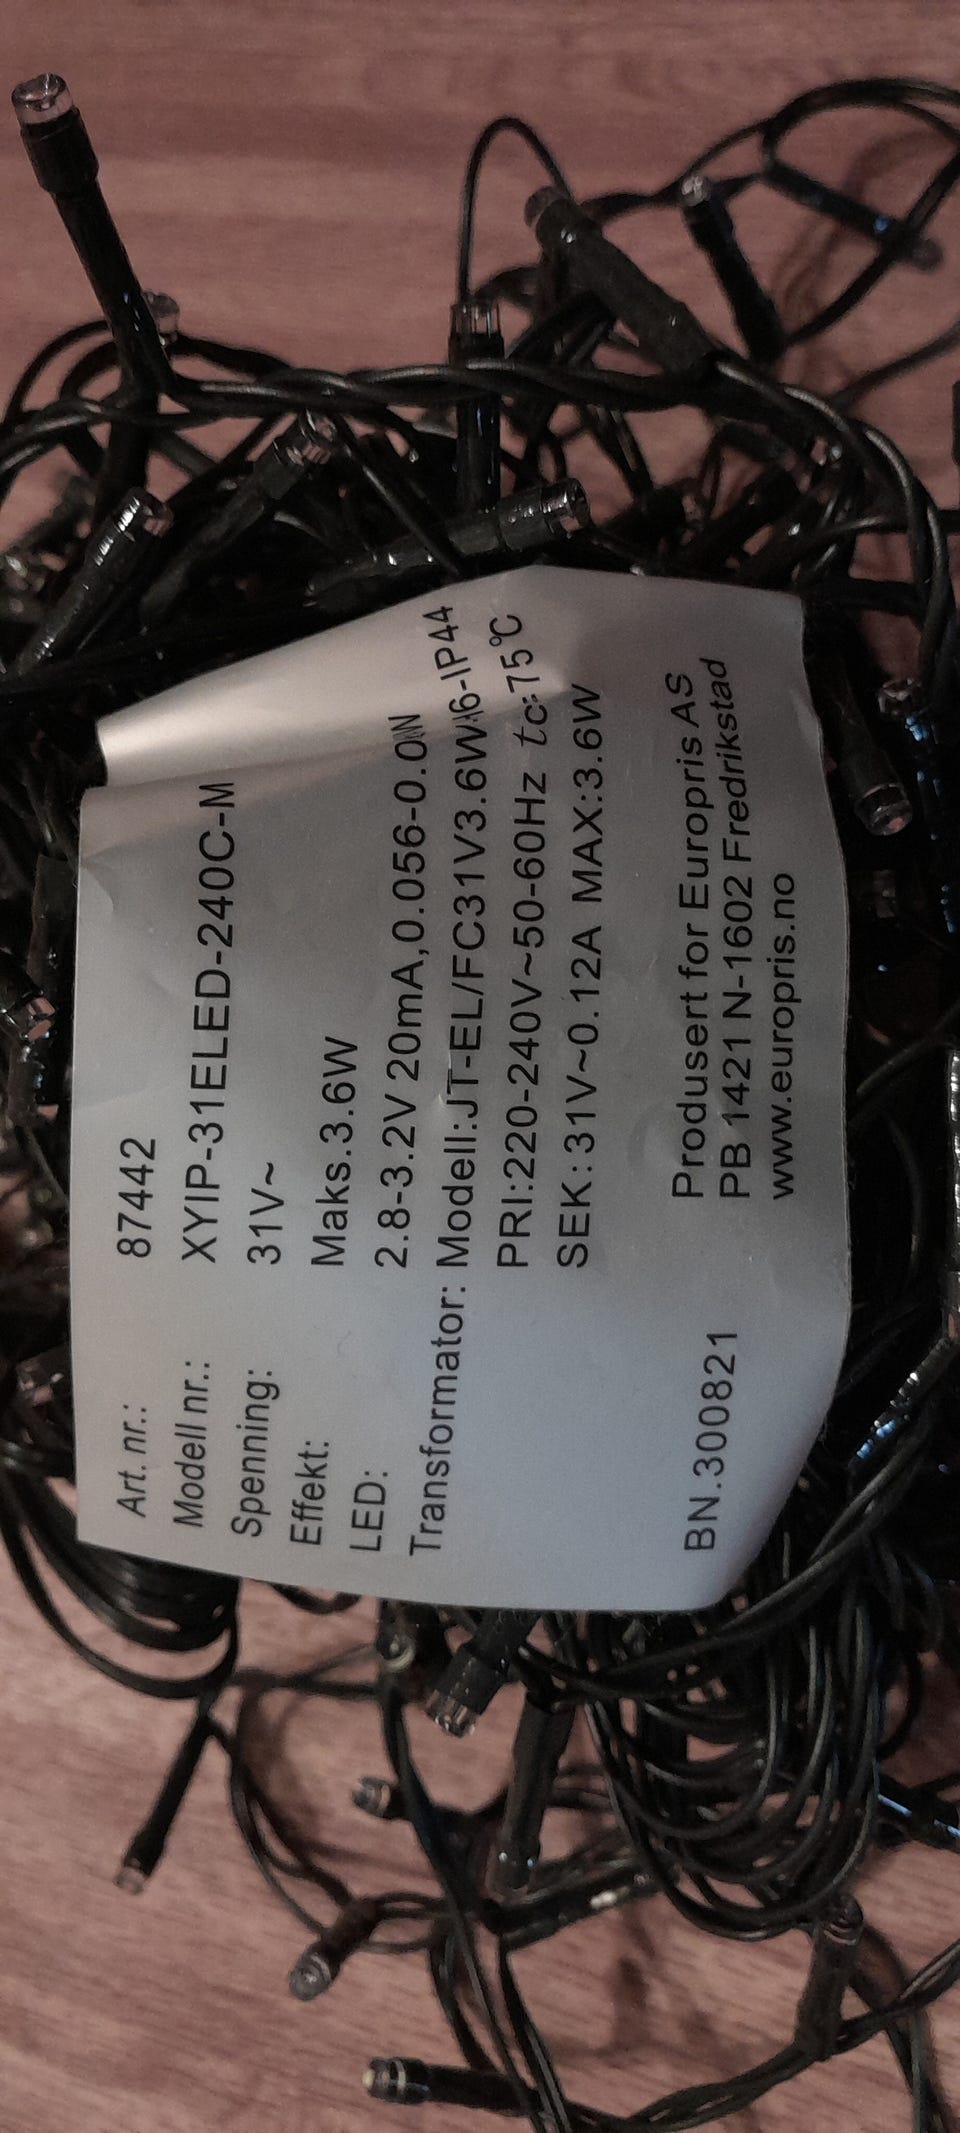 Art. nr.: 87442
Modell nr.: XYIP-31ELED-240C-M
Spenning: 31V~
Effekt: Maks.3.6W
LED: 2.8-3.2V 20mA,0.056-0.0
Transformator: Modell:JT-EL/FC31V3.6W 6-IP44
PRI:220-240V~50-60Hz tc:75℃
SEK:31V~0.12A MAX:3.6W
BN.300821
Produsert for Europris AS
PB 1421 N-1602 Fredrikstad
www.europris.no